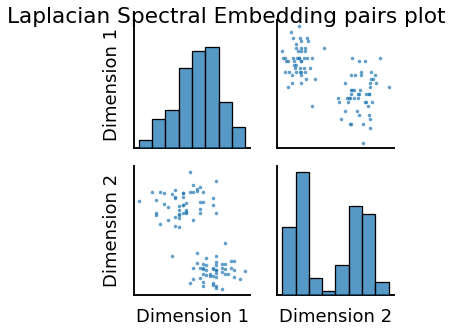 Laplacian Spectral Embedding pairs plot
Dimension 1
Dimension 2
Dimension 1
Dimension 2